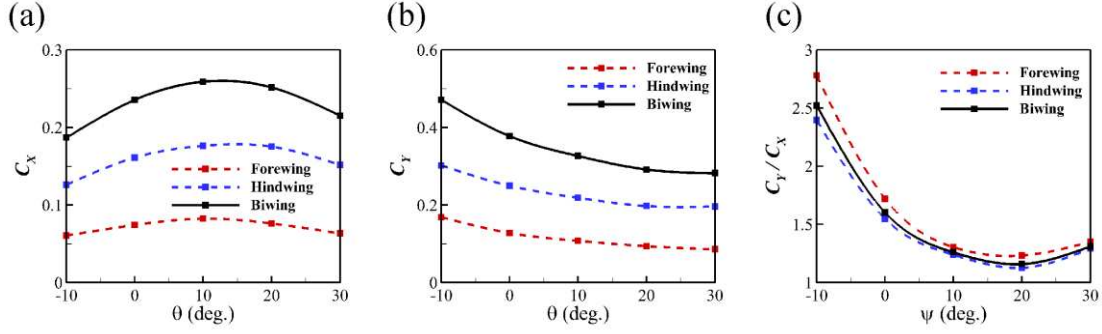 (a)
0.3
0.2
0.1
0
C_X
Forewing
Hindwing
Biwing
-10 0 10 20 30
θ (deg.)
(b)
0.6
0.4
0.2
0
C_Y
Forewing
Hindwing
Biwing
-10 0 10 20 30
θ (deg.)
(c)
3
2.5
2
1.5
1
C_Y / C_X
Forewing
Hindwing
Biwing
-10 0 10 20 30
ψ (deg.)